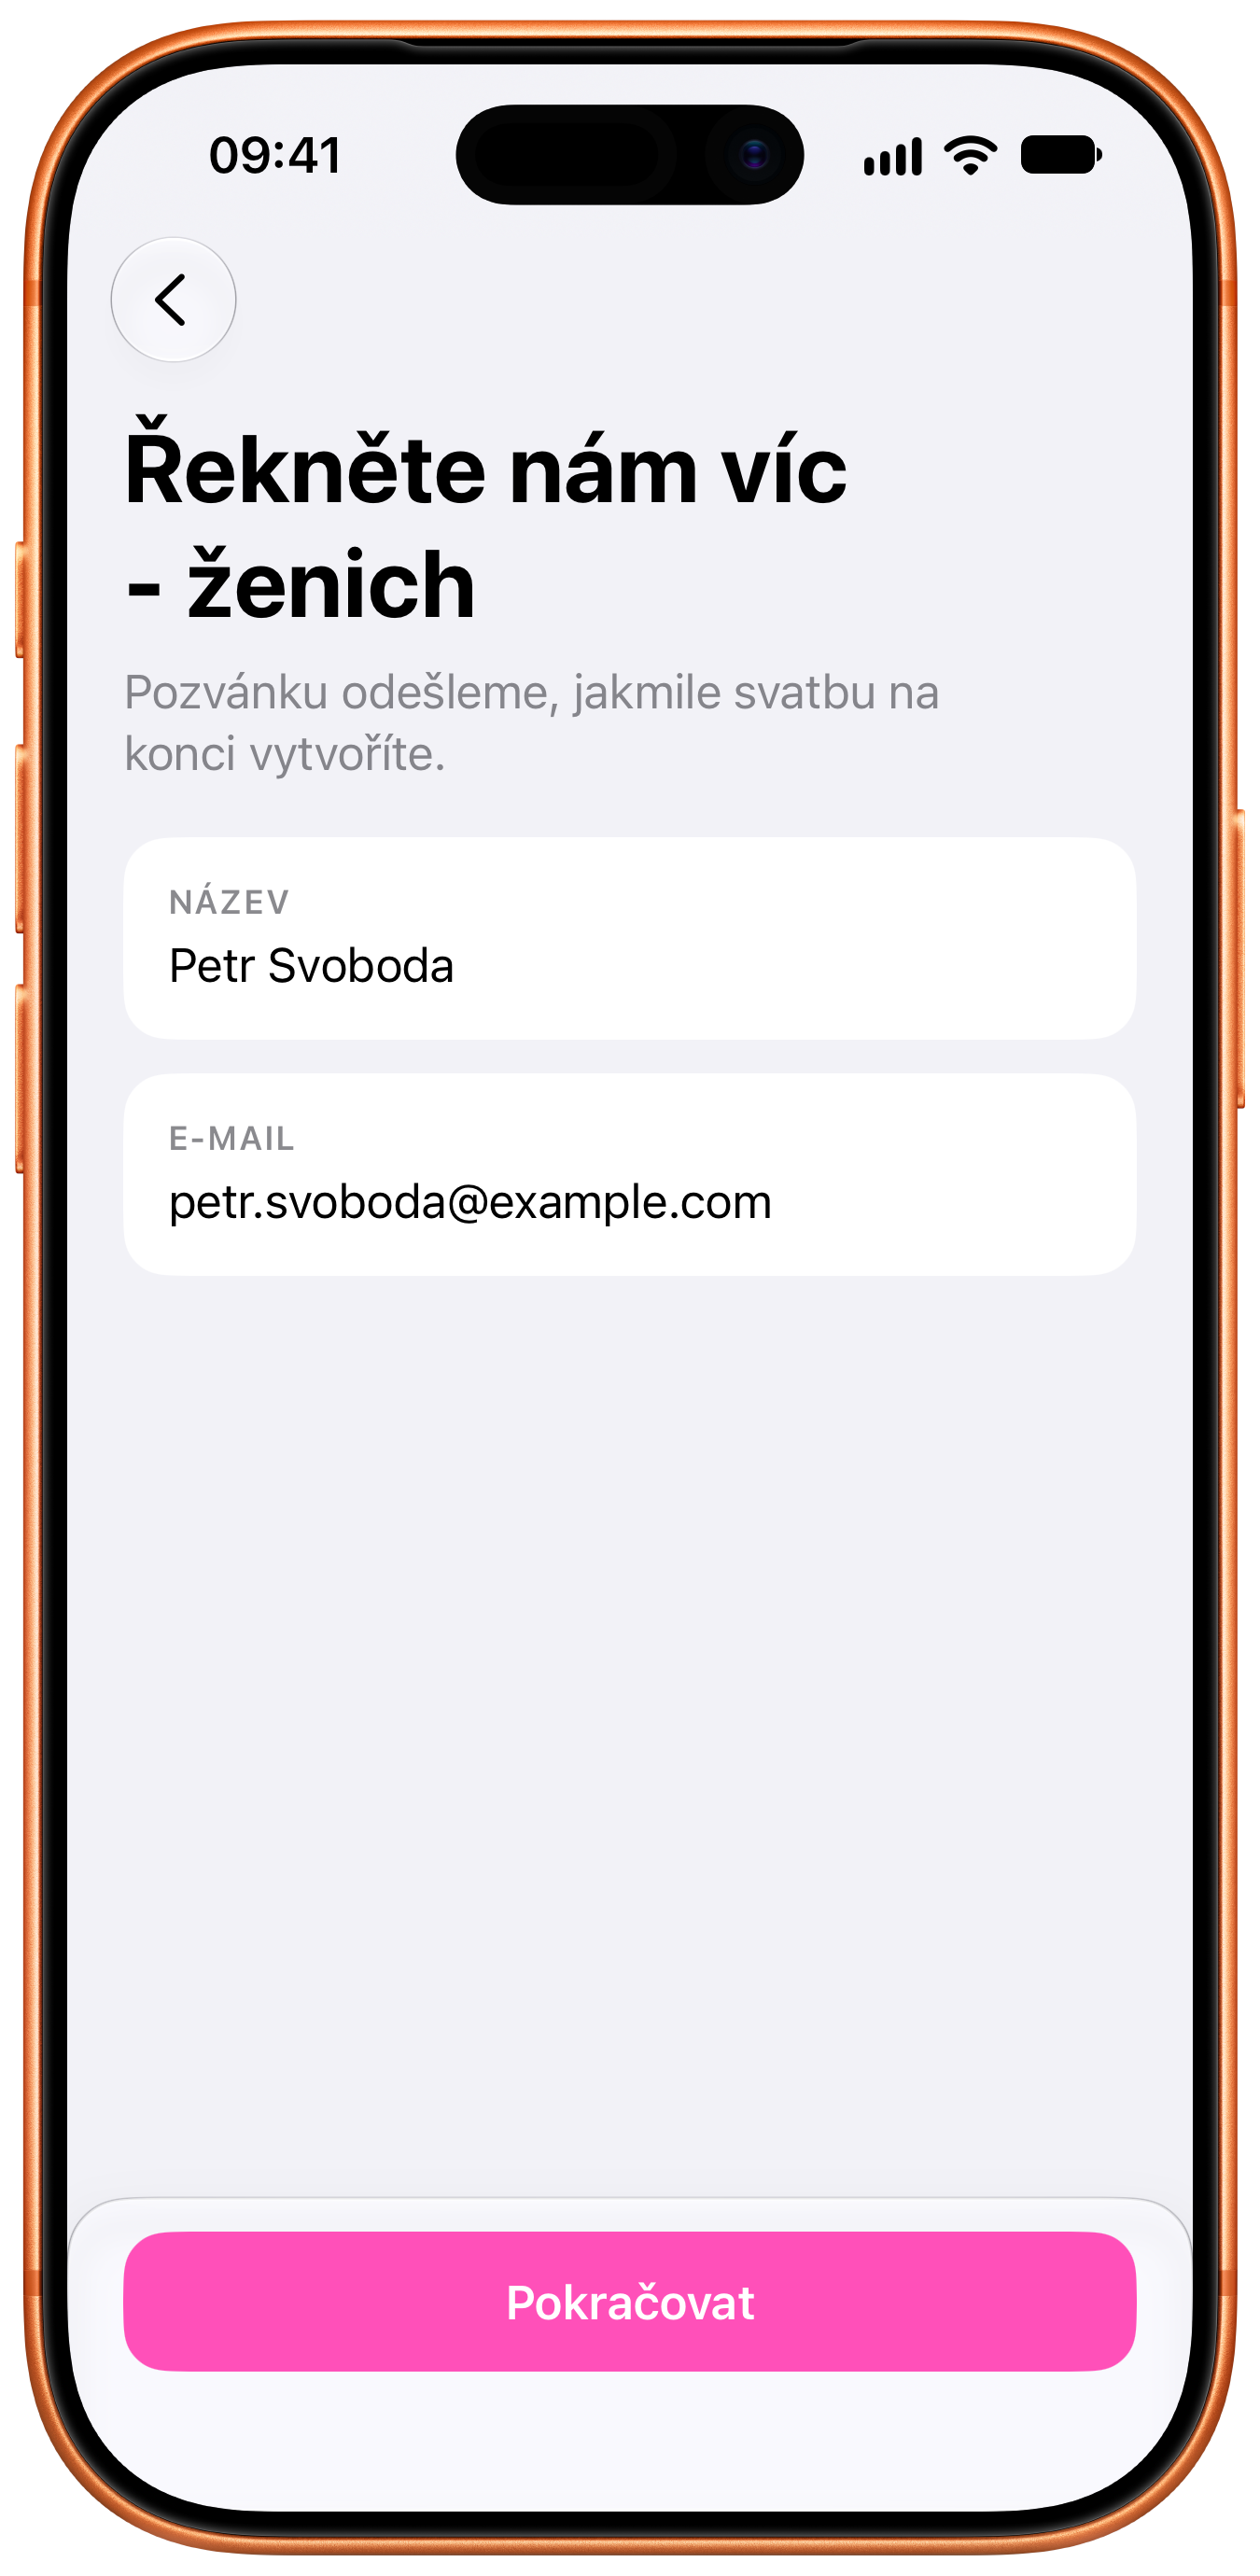 09:41
Řekněte nám víc
- ženich
Pozvánku odešleme, jakmile svatbu na
konci vytvoříte.
NÁZEV
Petr Svoboda
E-MAIL
petr.svoboda@example.com
Pokračovat